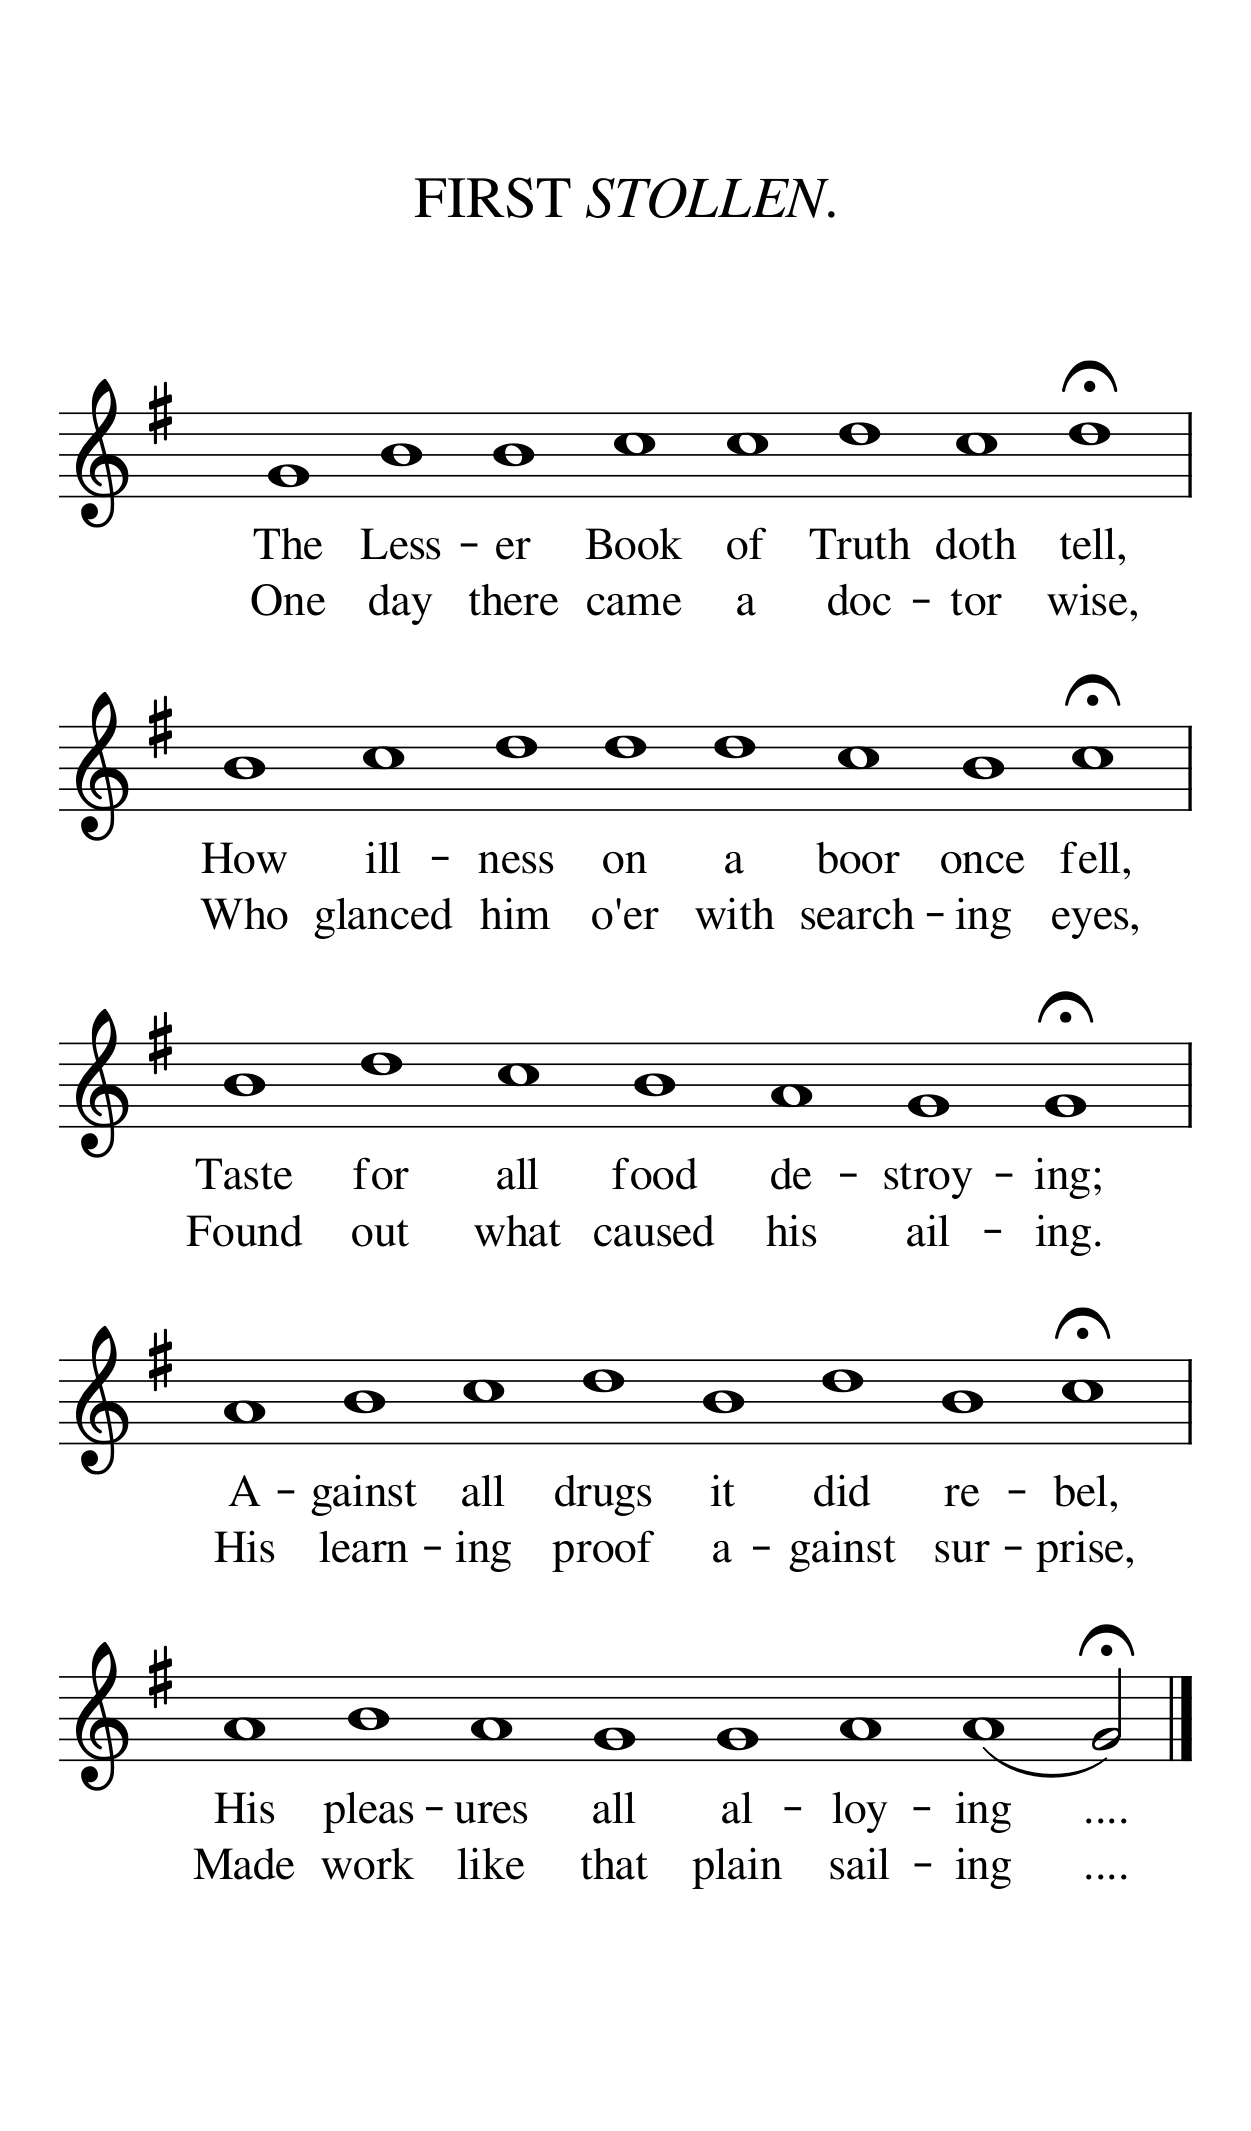 FIRST STOLLEN.
The Less - er Book of Truth doth tell,
One day there came a doc - tor wise,
How ill - ness on a boor once fell,
Who glanced him o'er with search - ing eyes,
Taste for all food de - stroy - ing;
Found out what caused his ail - ing.
A - gainst all drugs it did re - bel,
His learn - ing proof a - gainst sur - prise,
His pleas - ures all al - loy - ing ....
Made work like that plain sail - ing ....